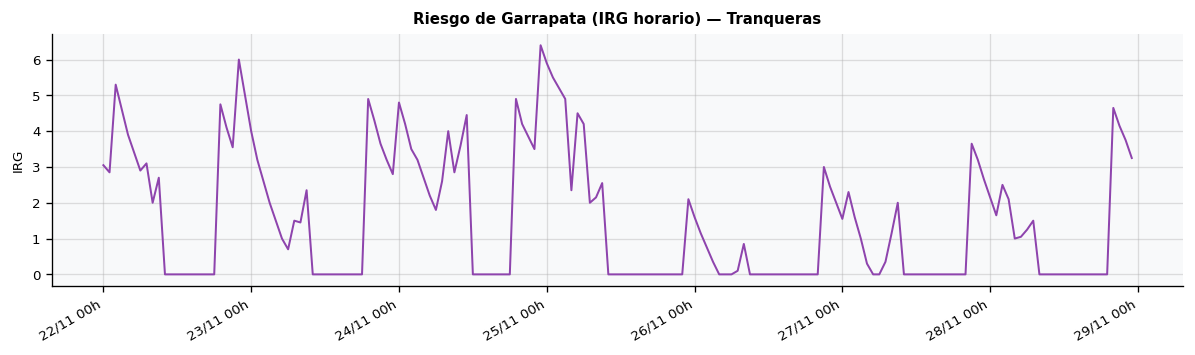 Riesgo de Garrapata (IRG horario) — Tranqueras
IRG
6
5
4
3
2
1
0
22/11 00h
23/11 00h
24/11 00h
25/11 00h
26/11 00h
27/11 00h
28/11 00h
29/11 00h